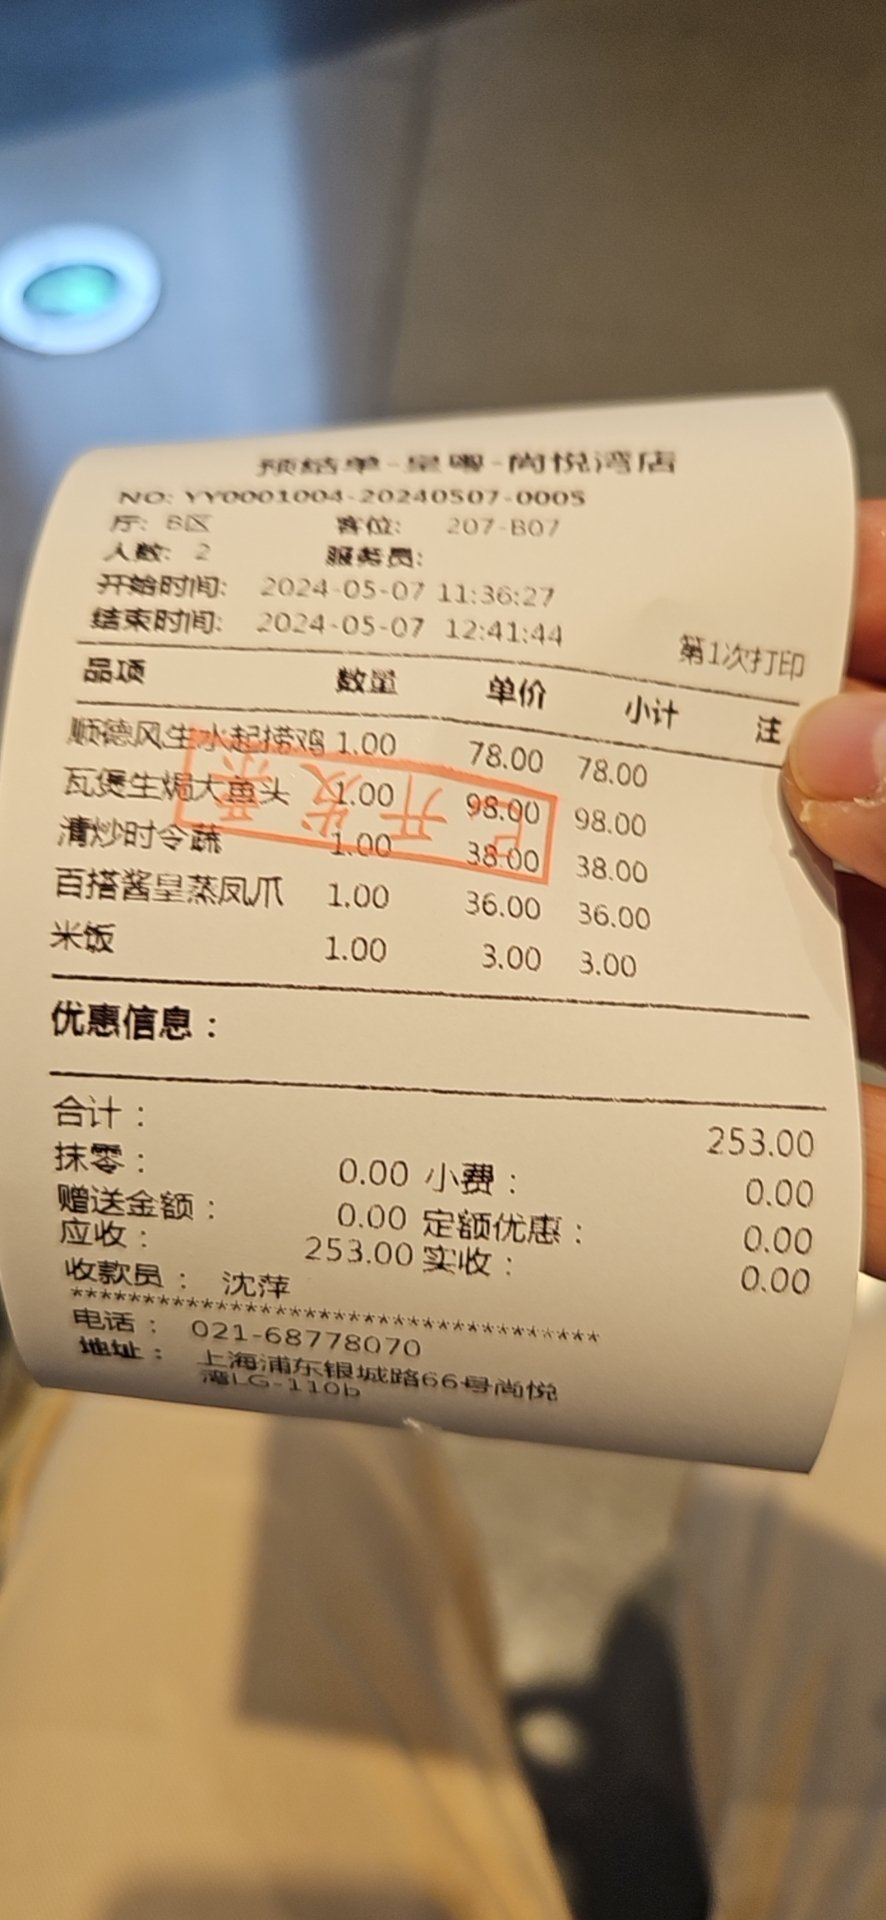 预结单-皇粤-尚悦湾店
NO: YY0001004-20240507-0005
厅: B区 客位: 207-B07
人数: 2 服务员:
开始时间: 2024-05-07 11:36:27
结束时间: 2024-05-07 12:41:44
第1次打印
品项 数量 单价 小计 注
顺德风生水起捞鸡 1.00 78.00 78.00
瓦煲生焗大鱼头 1.00 98.00 98.00
清炒时令蔬 1.00 38.00 38.00
百搭酱皇蒸凤爪 1.00 36.00 36.00
米饭 1.00 3.00 3.00
已开发票
优惠信息：
合计： 253.00
抹零： 0.00 小费： 0.00
赠送金额： 0.00 定额优惠： 0.00
应收： 253.00 实收： 0.00
收款员： 沈萍
************************************
电话： 021-68778070
地址： 上海浦东银城路66号尚悦
湾LG-110b